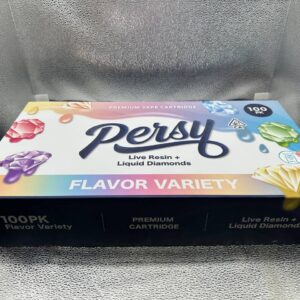 PREMIUM VAPE CARTRIDGE
100
PK
Persy
Live Resin +
Liquid Diamonds
FLAVOR VARIETY
100PK
Flavor Variety
PREMIUM
CARTRIDGE
Live Resin +
Liquid Diamonds